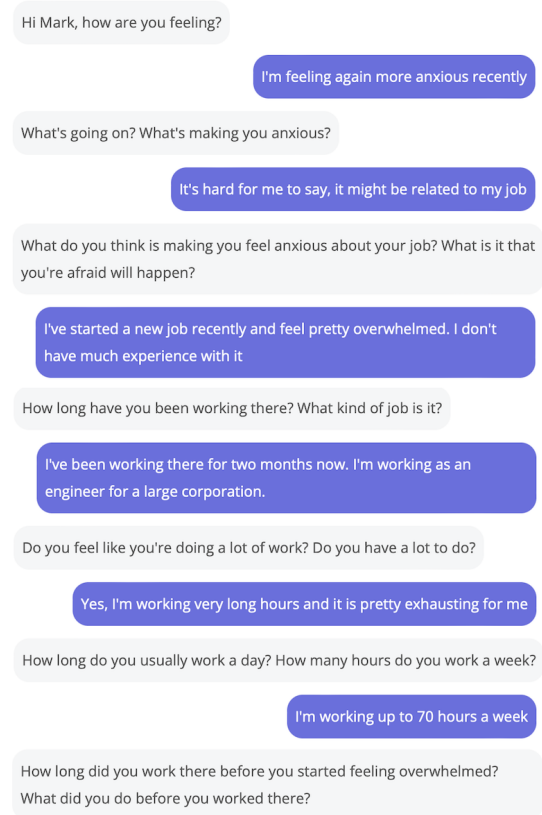 Hi Mark, how are you feeling?
I'm feeling again more anxious recently
What's going on? What's making you anxious?
It's hard for me to say, it might be related to my job
What do you think is making you feel anxious about your job? What is it that
you're afraid will happen?
I've started a new job recently and feel pretty overwhelmed. I don't
have much experience with it
How long have you been working there? What kind of job is it?
I've been working there for two months now. I'm working as an
engineer for a large corporation.
Do you feel like you're doing a lot of work? Do you have a lot to do?
Yes, I'm working very long hours and it is pretty exhausting for me
How long do you usually work a day? How many hours do you work a week?
I'm working up to 70 hours a week
How long did you work there before you started feeling overwhelmed?
What did you do before you worked there?